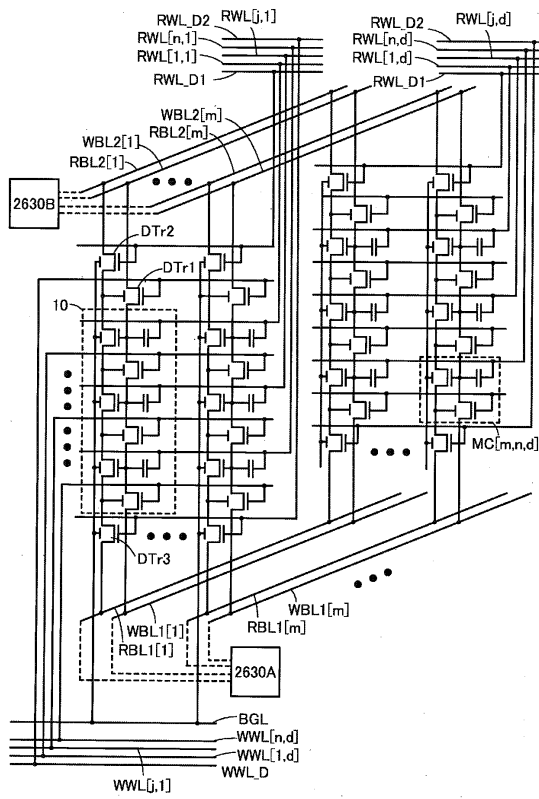 RWL_D2
RWL[j,1]
RWL[n,1]
RWL[1,1]
RWL_D1
RWL_D2
RWL[j,d]
RWL[n,d]
RWL[1,d]
RWL_D1
WBL2[m]
RBL2[m]
WBL2[1]
RBL2[1]
2630B
DTr2
DTr1
10
MC[m,n,d]
DTr3
WBL1[m]
RBL1[m]
WBL1[1]
RBL1[1]
2630A
BGL
WWL[n,d]
WWL[1,d]
WWL_D
WWL[j,1]